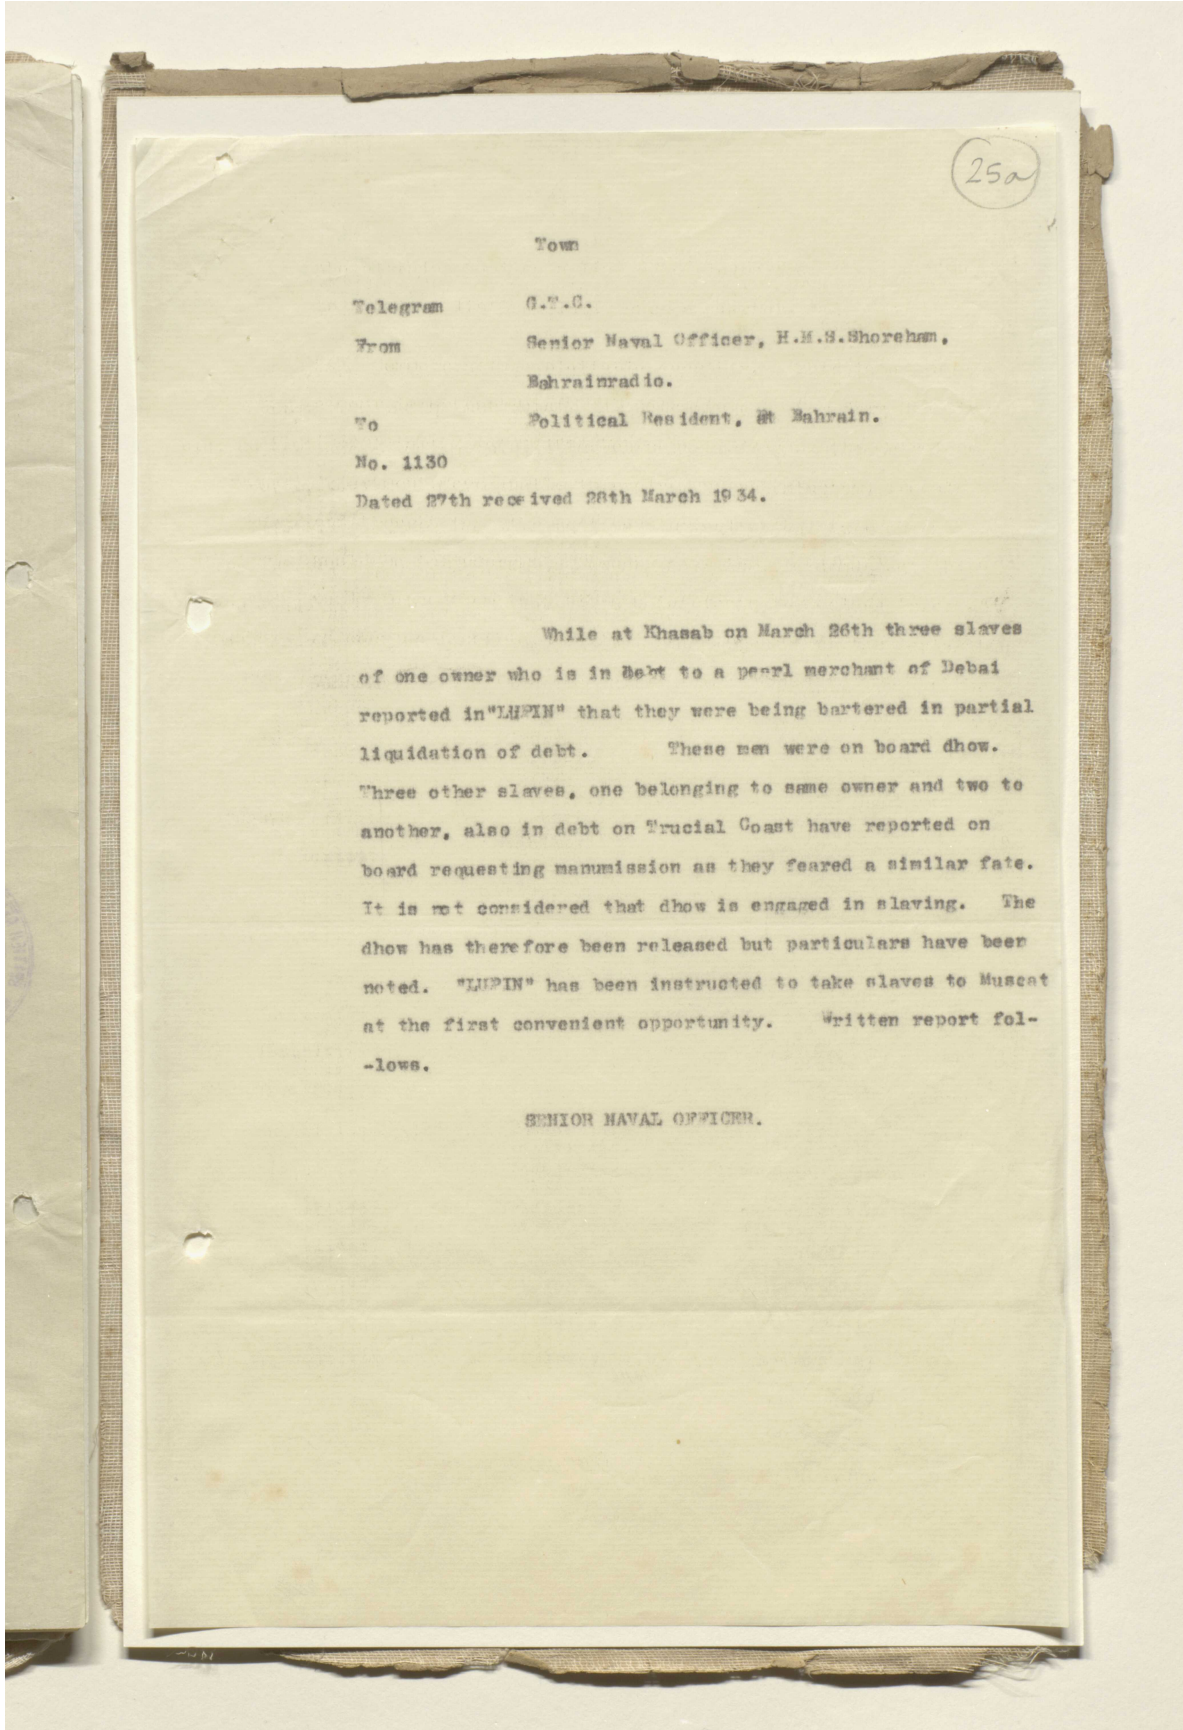 25a
Town
Telegram G.T.C.
From Senior Naval Officer, H.M.S.Shoreham,
Bahrainradio.
To Political Resident, at Bahrain.
No. 1130
Dated 27th received 28th March 1934.
While at Khasab on March 26th three slaves
of one owner who is in debt to a pearl merchant of Debai
reported in"LUPIN" that they were being bartered in partial
liquidation of debt. These men were on board dhow.
Three other slaves, one belonging to same owner and two to
another, also in debt on Trucial Coast have reported on
board requesting manumission as they feared a similar fate.
It is not considered that dhow is engaged in slaving. The
dhow has therefore been released but particulars have been
noted. "LUPIN" has been instructed to take slaves to Muscat
at the first convenient opportunity. Written report fol-
-lows.
SENIOR NAVAL OFFICER.